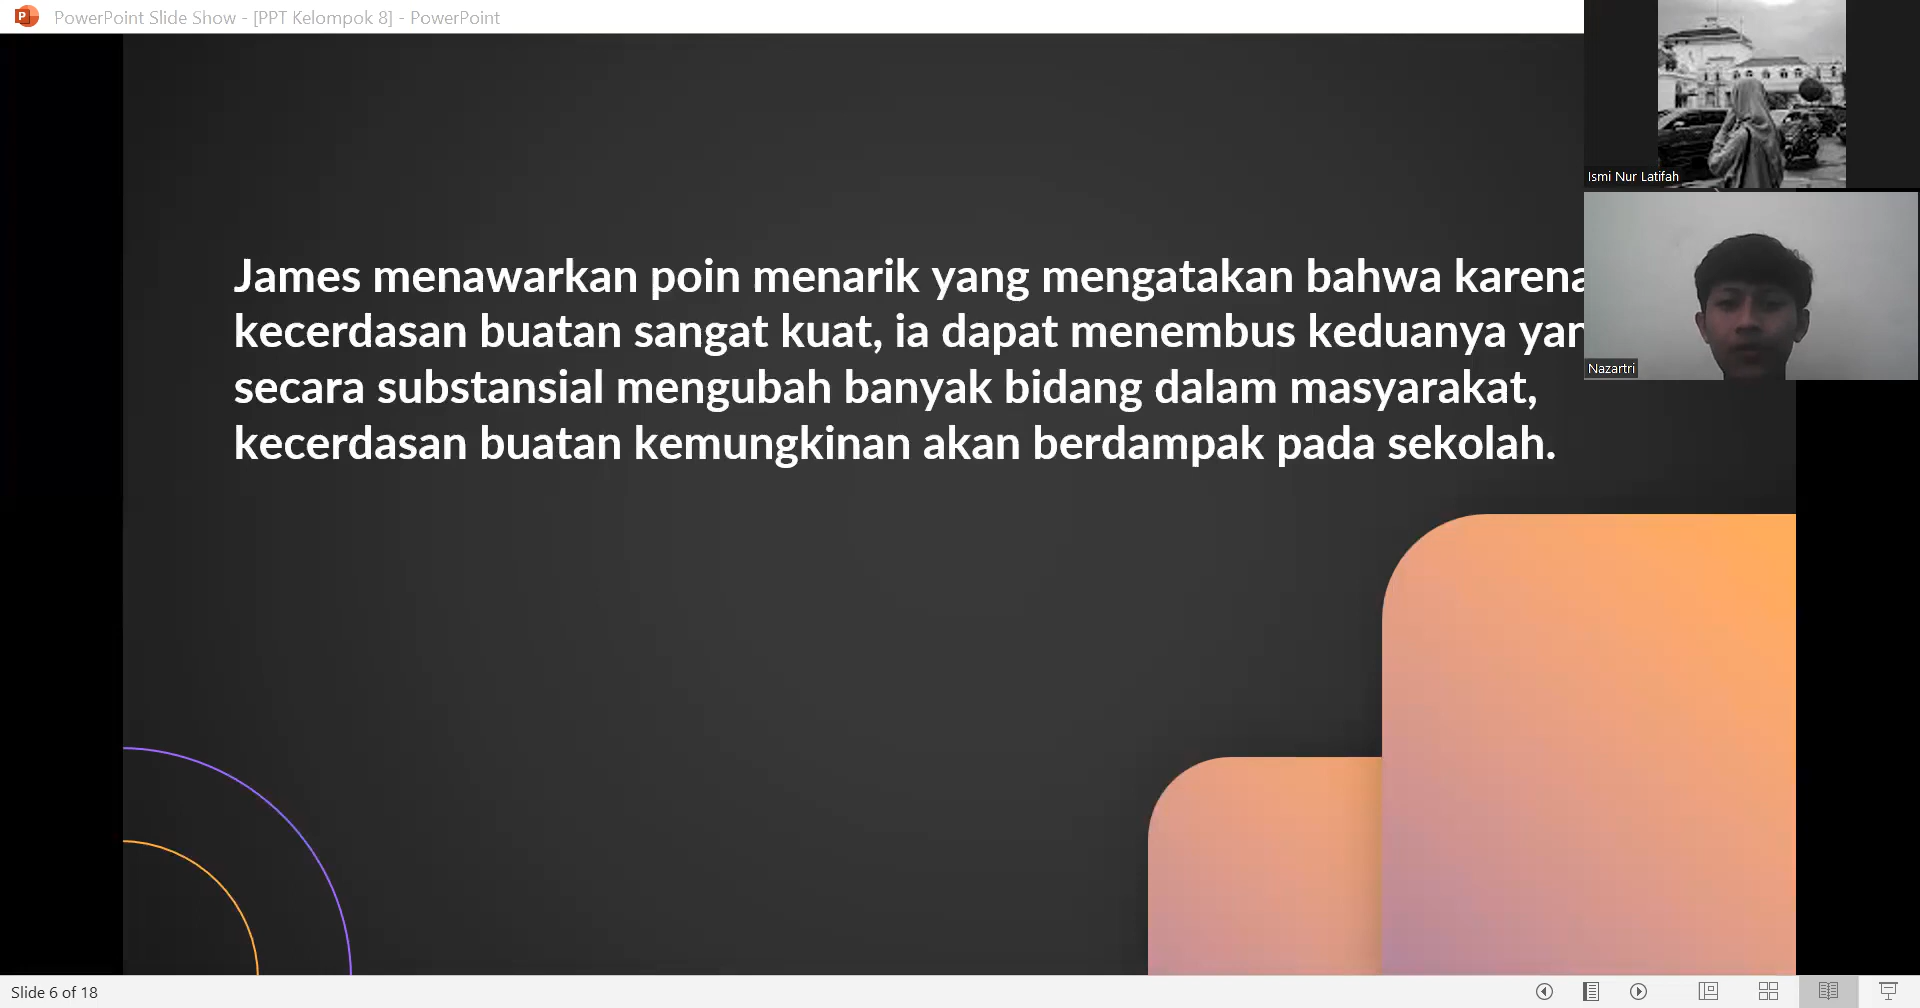 PowerPoint Slide Show - [PPT Kelompok 8] - PowerPoint
Ismi Nur Latifah
Nazartri
James menawarkan poin menarik yang mengatakan bahwa karena
kecerdasan buatan sangat kuat, ia dapat menembus keduanya yan
secara substansial mengubah banyak bidang dalam masyarakat,
kecerdasan buatan kemungkinan akan berdampak pada sekolah.
Slide 6 of 18